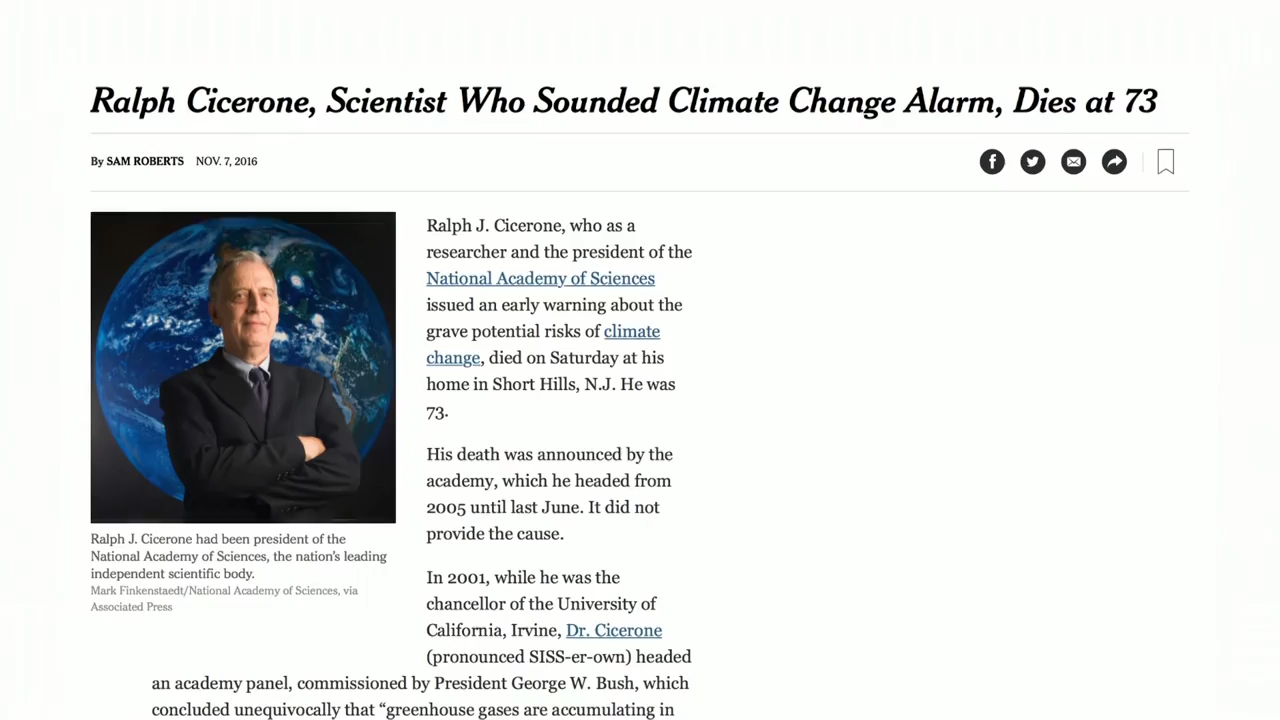 Ralph Cicerone, Scientist Who Sounded Climate Change Alarm, Dies at 73
By SAM ROBERTS NOV. 7, 2016
Ralph J. Cicerone had been president of the
National Academy of Sciences, the nation's leading
independent scientific body.
Mark Finkenstaedt/National Academy of Sciences, via
Associated Press
Ralph J. Cicerone, who as a
researcher and the president of the
National Academy of Sciences
issued an early warning about the
grave potential risks of climate
change, died on Saturday at his
home in Short Hills, N.J. He was
73.
His death was announced by the
academy, which he headed from
2005 until last June. It did not
provide the cause.
In 2001, while he was the
chancellor of the University of
California, Irvine, Dr. Cicerone
(pronounced SISS-er-own) headed
an academy panel, commissioned by President George W. Bush, which
concluded unequivocally that “greenhouse gases are accumulating in